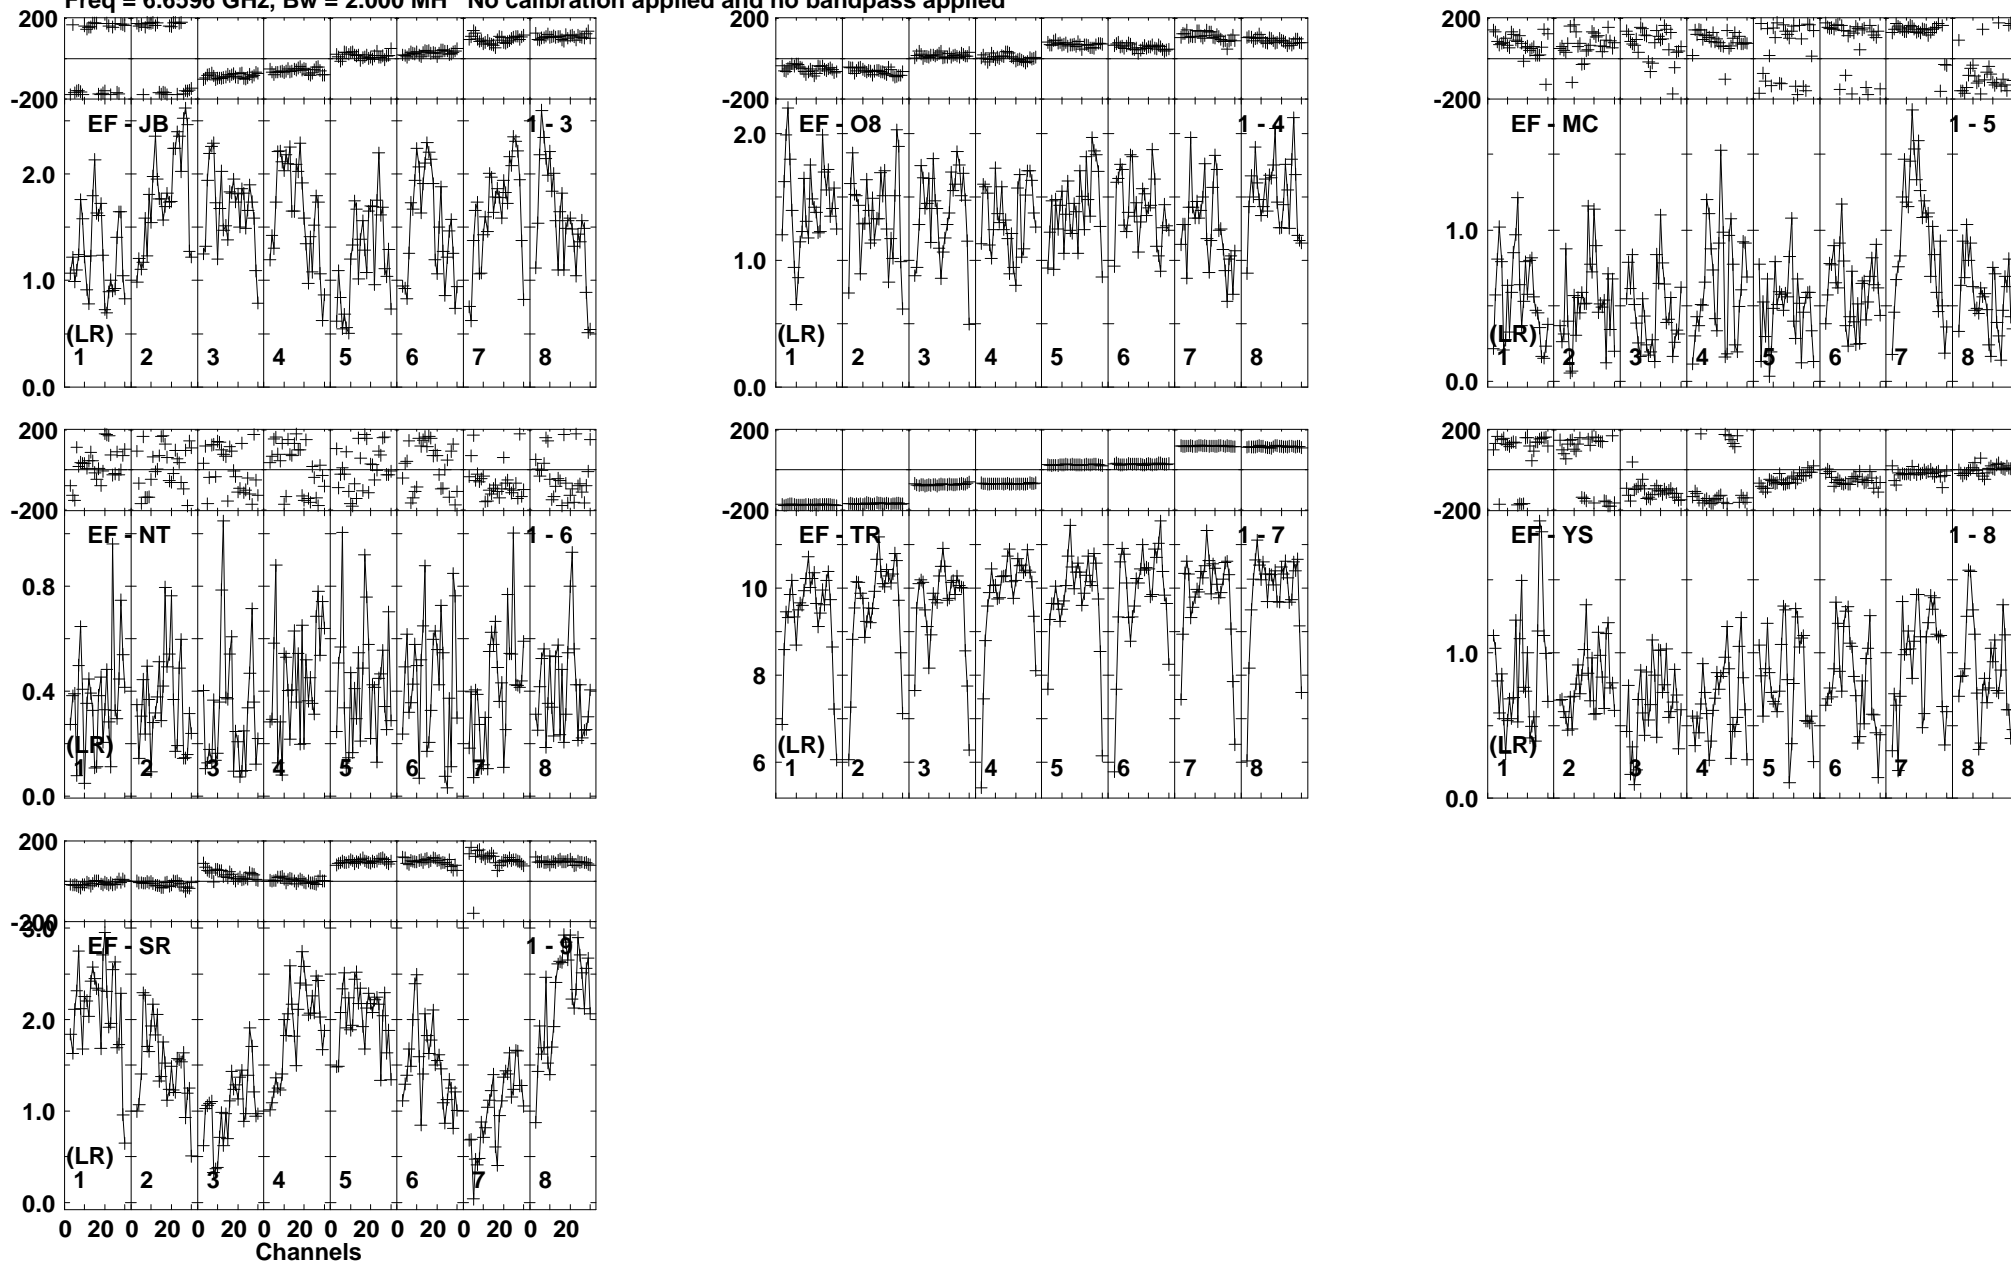 Freq = 6.6596 GHz, Bw = 2.000 MH No calibration applied and no bandpass applied
200 200 200
-200 -200 -200
EF - JB 1 - 3 EF - O8 1 - 4 EF - MC 1 - 5
2.0 2.0
1.0 1.0 1.0
(LR) (LR) (LR)
1 2 3 4 5 6 7 8 1 2 3 4 5 6 7 8 1 2 3 4 5 6 7 8
0.0 0.0 0.0
200 200 200
-200 -200 -200
EF - NT 1 - 6 EF - TR 1 - 7 EF - YS 1 - 8
0.8 10
0.4 8 1.0
(LR) (LR) (LR)
1 2 3 4 5 6 7 8 6 1 2 3 4 5 6 7 8 1 2 3 4 5 6 7 8
0.0 0.0
200
-200
3.0
EF - SR 1 - 9
2.0
1.0
(LR)
1 2 3 4 5 6 7 8
0.0
0 20 0 20 0 20 0 20 0 20 0 20 0 20 0 20
Channels